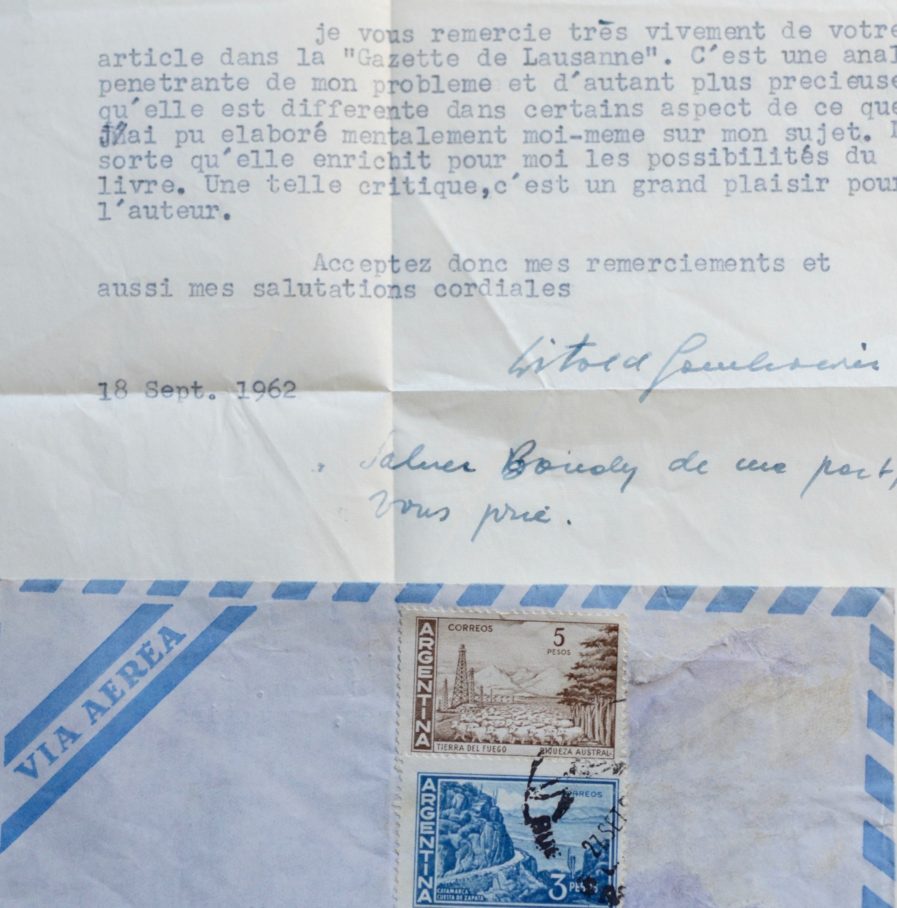 je vous remercie très vivement de votre
article dans la "Gazette de Lausanne". C'est une anal
penetrante de mon probleme et d'autant plus precieuse
qu'elle est differente dans certains aspect de ce que
j'ai pu elaboré mentalement moi-meme sur mon sujet.
sorte qu'elle enrichit pour moi les possibilités du
livre. Une telle critique,c'est un grand plaisir pour
l'auteur.
Acceptez donc mes remerciements et
aussi mes salutations cordiales
Witold Gombrowicz
18 Sept. 1962
Saluez Bondy de ma part,
vous prie.
VIA AEREA
ARGENTINA
CORREOS
5
PESOS
TIERRA DEL FUEGO RIQUEZA AUSTRAL
ARGENTINA
CORREOS
CATAMARCA
CUESTA DE ZAPATA
3 PESOS
SET